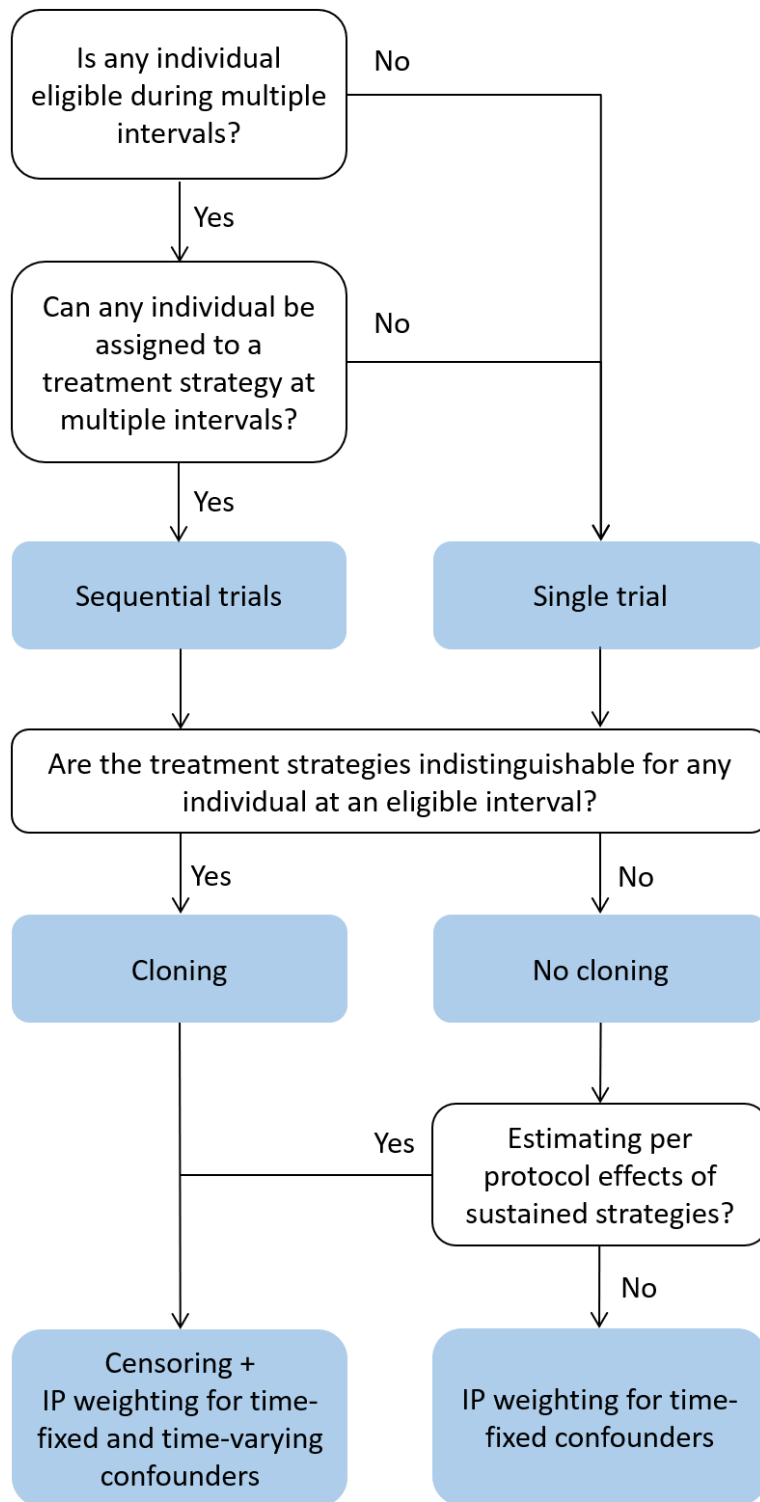 Is any individual
eligible during multiple
intervals?
No
Yes
Can any individual be
assigned to a
treatment strategy at
multiple intervals?
No
Yes
Sequential trials
Single trial
Are the treatment strategies indistinguishable for any
individual at an eligible interval?
Yes
No
Cloning
No cloning
Yes
Estimating per
protocol effects of
sustained strategies?
No
Censoring +
IP weighting for time-
fixed and time-varying
confounders
IP weighting for time-
fixed confounders